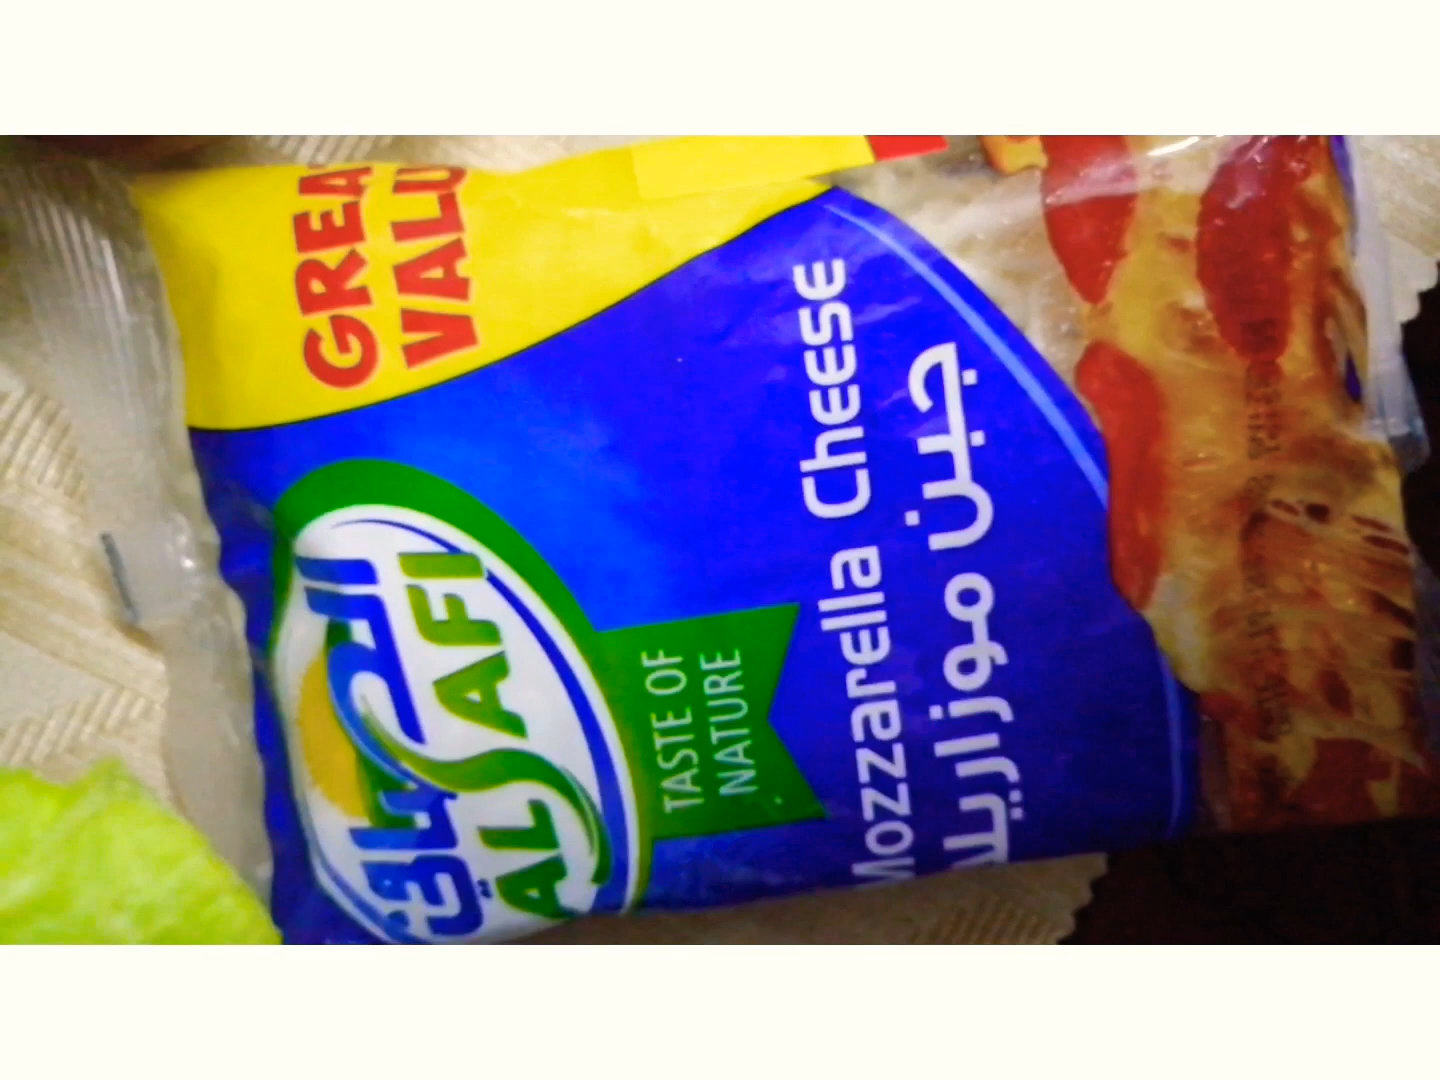 GREA
VALU
الصافي
AL SAFI
TASTE OF
NATURE
Mozzarella Cheese
جبن موزاريلا